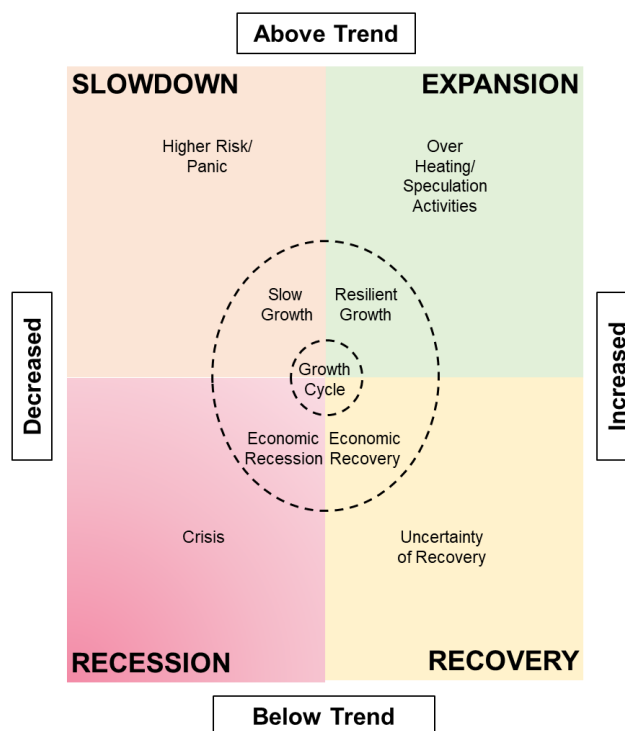 Above Trend
SLOWDOWN
EXPANSION
Higher Risk/
Panic
Over
Heating/
Speculation
Activities
Slow
Growth
Resilient
Growth
Decreased
Increased
Growth
Cycle
Economic
Recession
Economic
Recovery
Crisis
Uncertainty
of Recovery
RECESSION
RECOVERY
Below Trend